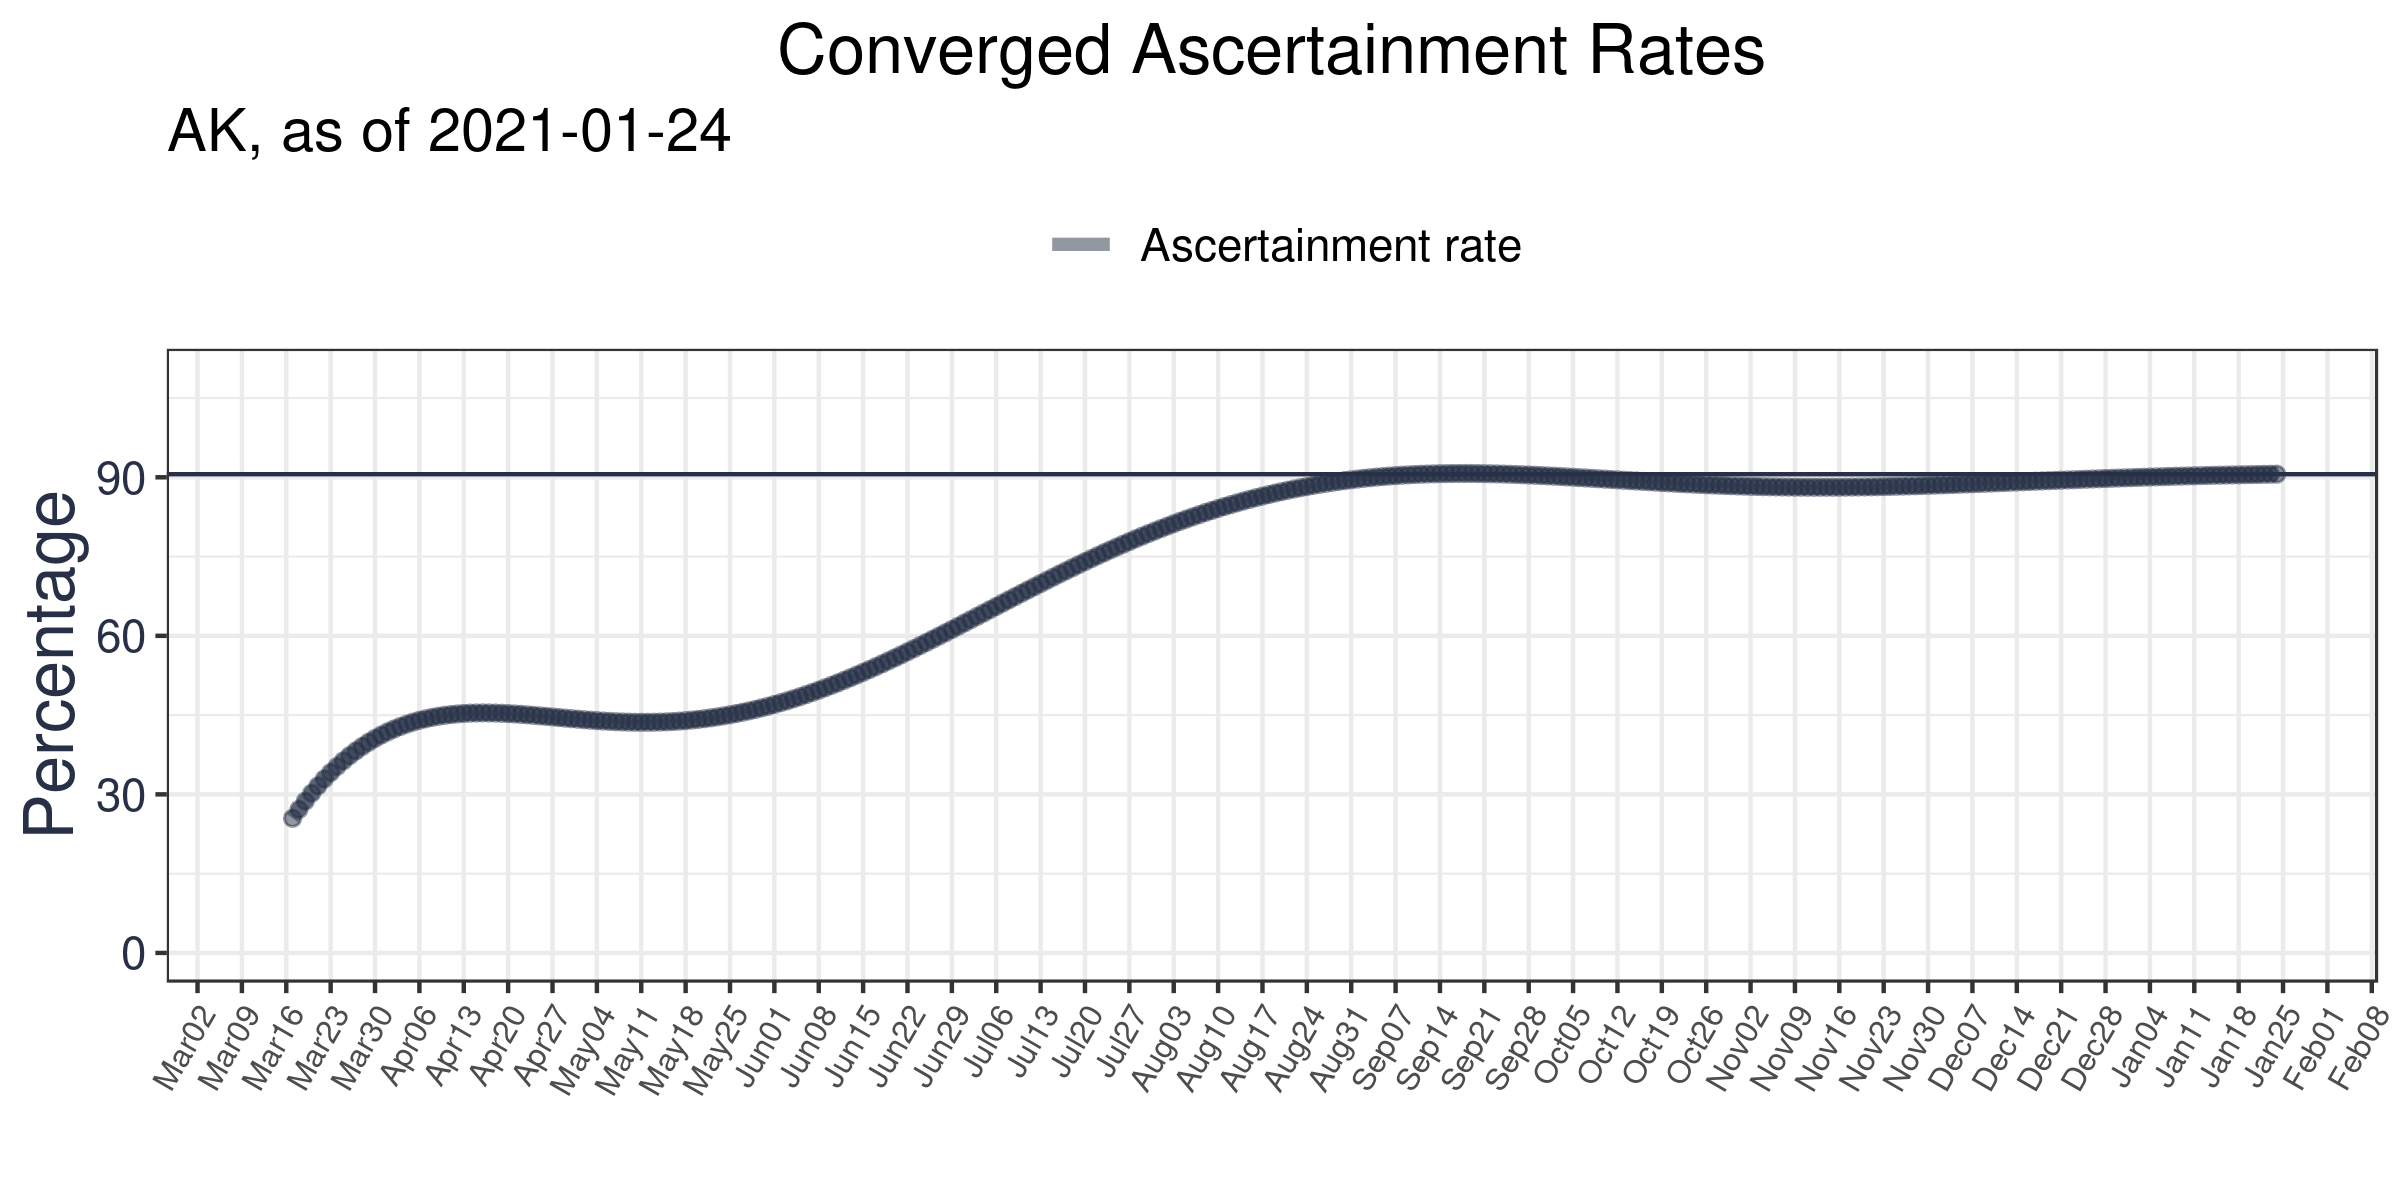 Converged Ascertainment Rates
AK, as of 2021-01-24
Ascertainment rate
Percentage
90
60
30
0
Mar02
Mar09
Mar16
Mar23
Mar30
Apr06
Apr13
Apr20
Apr27
May04
May11
May18
May25
Jun01
Jun08
Jun15
Jun22
Jun29
Jul06
Jul13
Jul20
Jul27
Aug03
Aug10
Aug17
Aug24
Aug31
Sep07
Sep14
Sep21
Sep28
Oct05
Oct12
Oct19
Oct26
Nov02
Nov09
Nov16
Nov23
Nov30
Dec07
Dec14
Dec21
Dec28
Jan04
Jan11
Jan18
Jan25
Feb01
Feb08